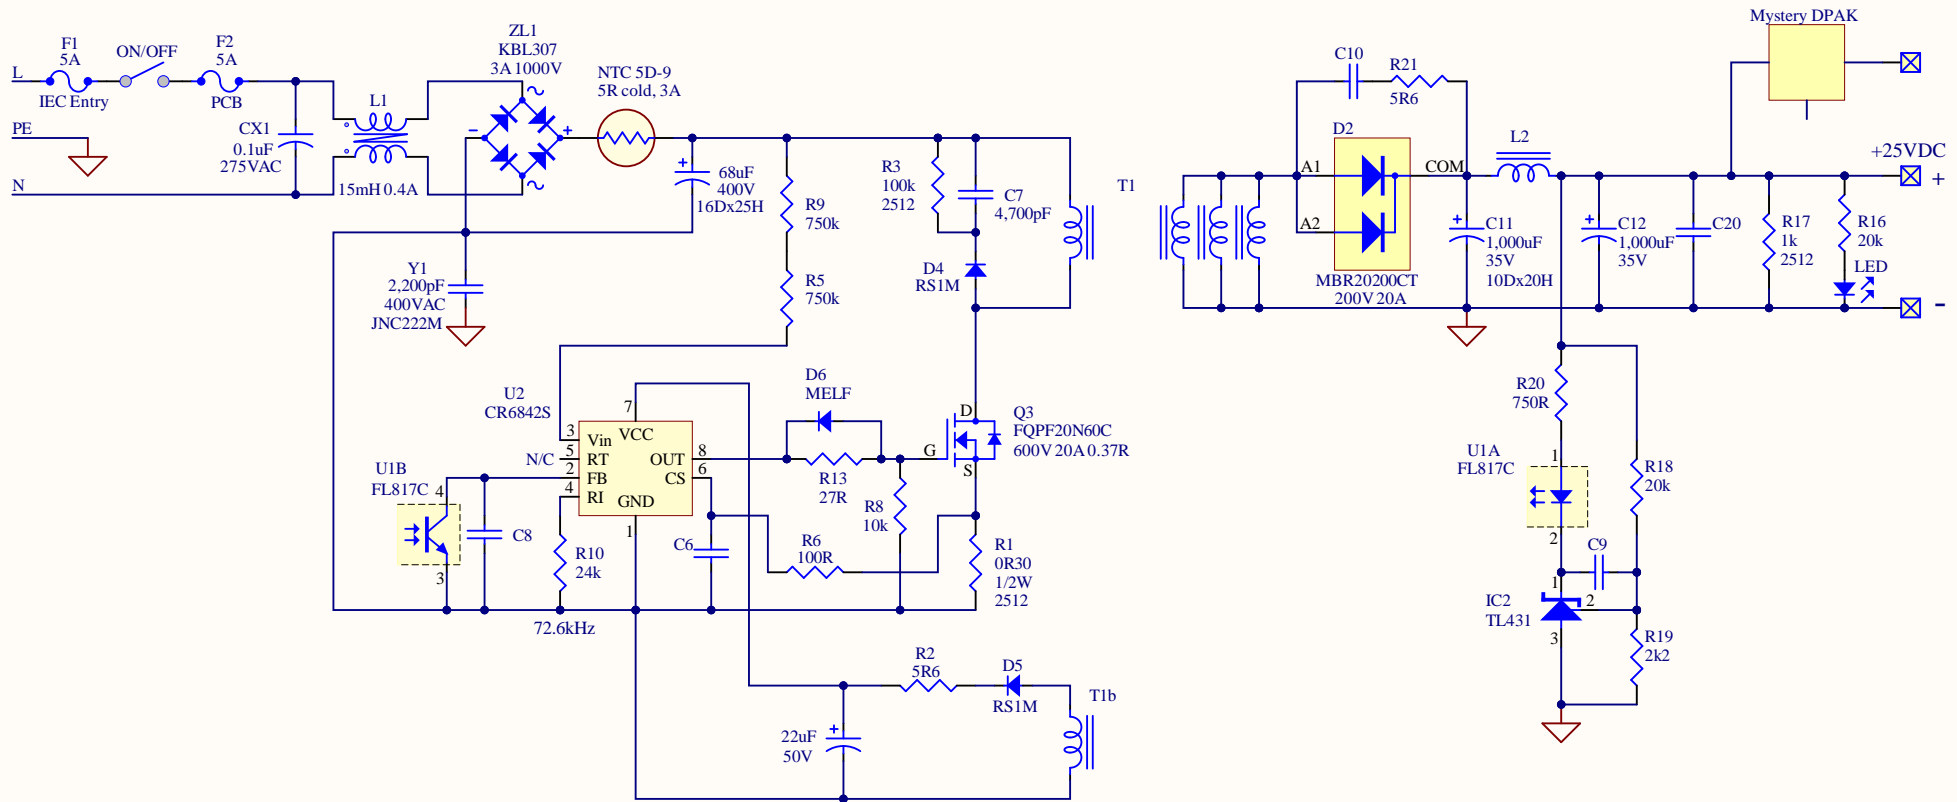 F1
5A
L
IEC Entry
ON/OFF
F2
5A
PCB
PE
N
CX1
0.1uF
275VAC
L1
15mH 0.4A
ZL1
KBL307
3A 1000V
~
-
+
~
NTC 5D-9
5R cold, 3A
+
68uF
400V
16Dx25H
R9
750k
R5
750k
R3
100k
2512
C7
4,700pF
D4
RS1M
T1
Y1
2,200pF
400VAC
JNC222M
U2
CR6842S
7
VCC
3
Vin
5
RT
N/C
2
FB
4
RI
GND
1
OUT
8
CS
6
U1B
FL817C
4
3
C8
R10
24k
72.6kHz
C6
D6
MELF
R13
27R
R8
10k
R6
100R
G
D
S
Q3
FQPF20N60C
600V 20A 0.37R
R1
0R30
1/2W
2512
R2
5R6
D5
RS1M
T1b
+
22uF
50V
C10
R21
5R6
D2
A1
A2
COM
MBR20200CT
200V 20A
L2
+
C11
1,000uF
35V
10Dx20H
+
C12
1,000uF
35V
C20
R17
1k
2512
R16
20k
LED
Mystery DPAK
+25VDC
+
-
R20
750R
U1A
FL817C
1
2
R18
20k
C9
1
2
3
IC2
TL431
R19
2k2